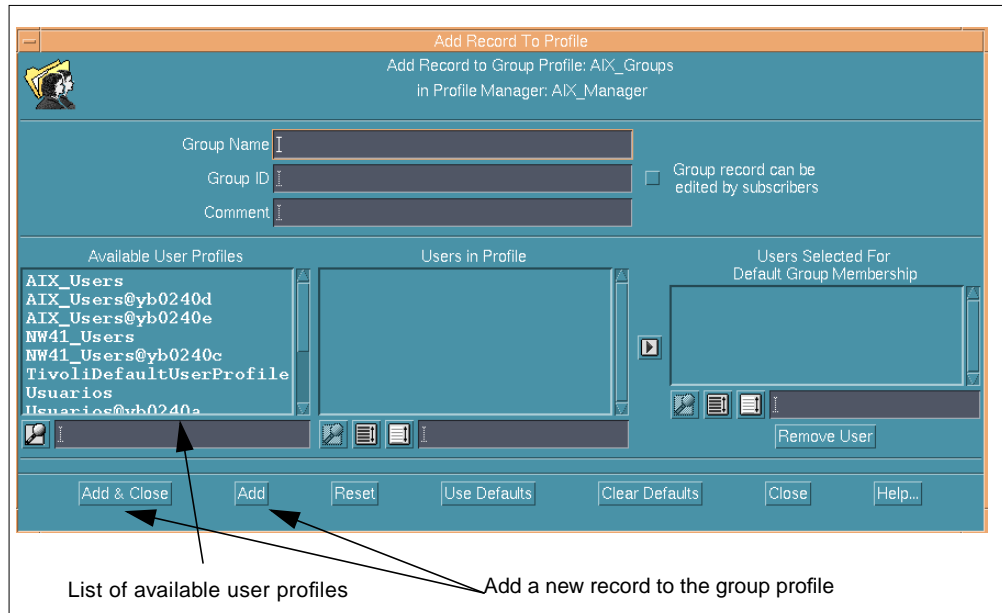 Add Record To Profile
Add Record to Group Profile: AIX_Groups
in Profile Manager: AIX_Manager
Group Name
Group ID
Comment
Group record can be
edited by subscribers
Available User Profiles
Users in Profile
Users Selected For
Default Group Membership
AIX_Users
AIX_Users@yb0240d
AIX_Users@yb0240e
NW41_Users
NW41_Users@yb0240c
TivoliDefaultUserProfile
Usuarios
Usuarios@yb0240a
Remove User
Add & Close
Add
Reset
Use Defaults
Clear Defaults
Close
Help...
List of available user profiles
Add a new record to the group profile